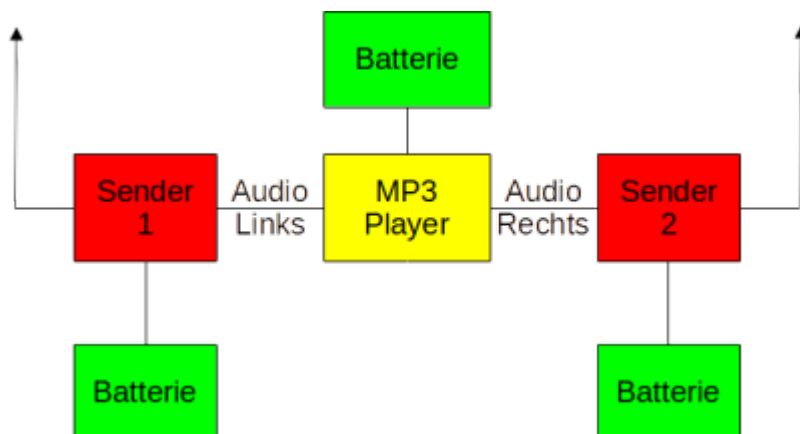 Batterie
Sender
1
Audio
Links
MP3
Player
Audio
Rechts
Sender
2
Batterie
Batterie